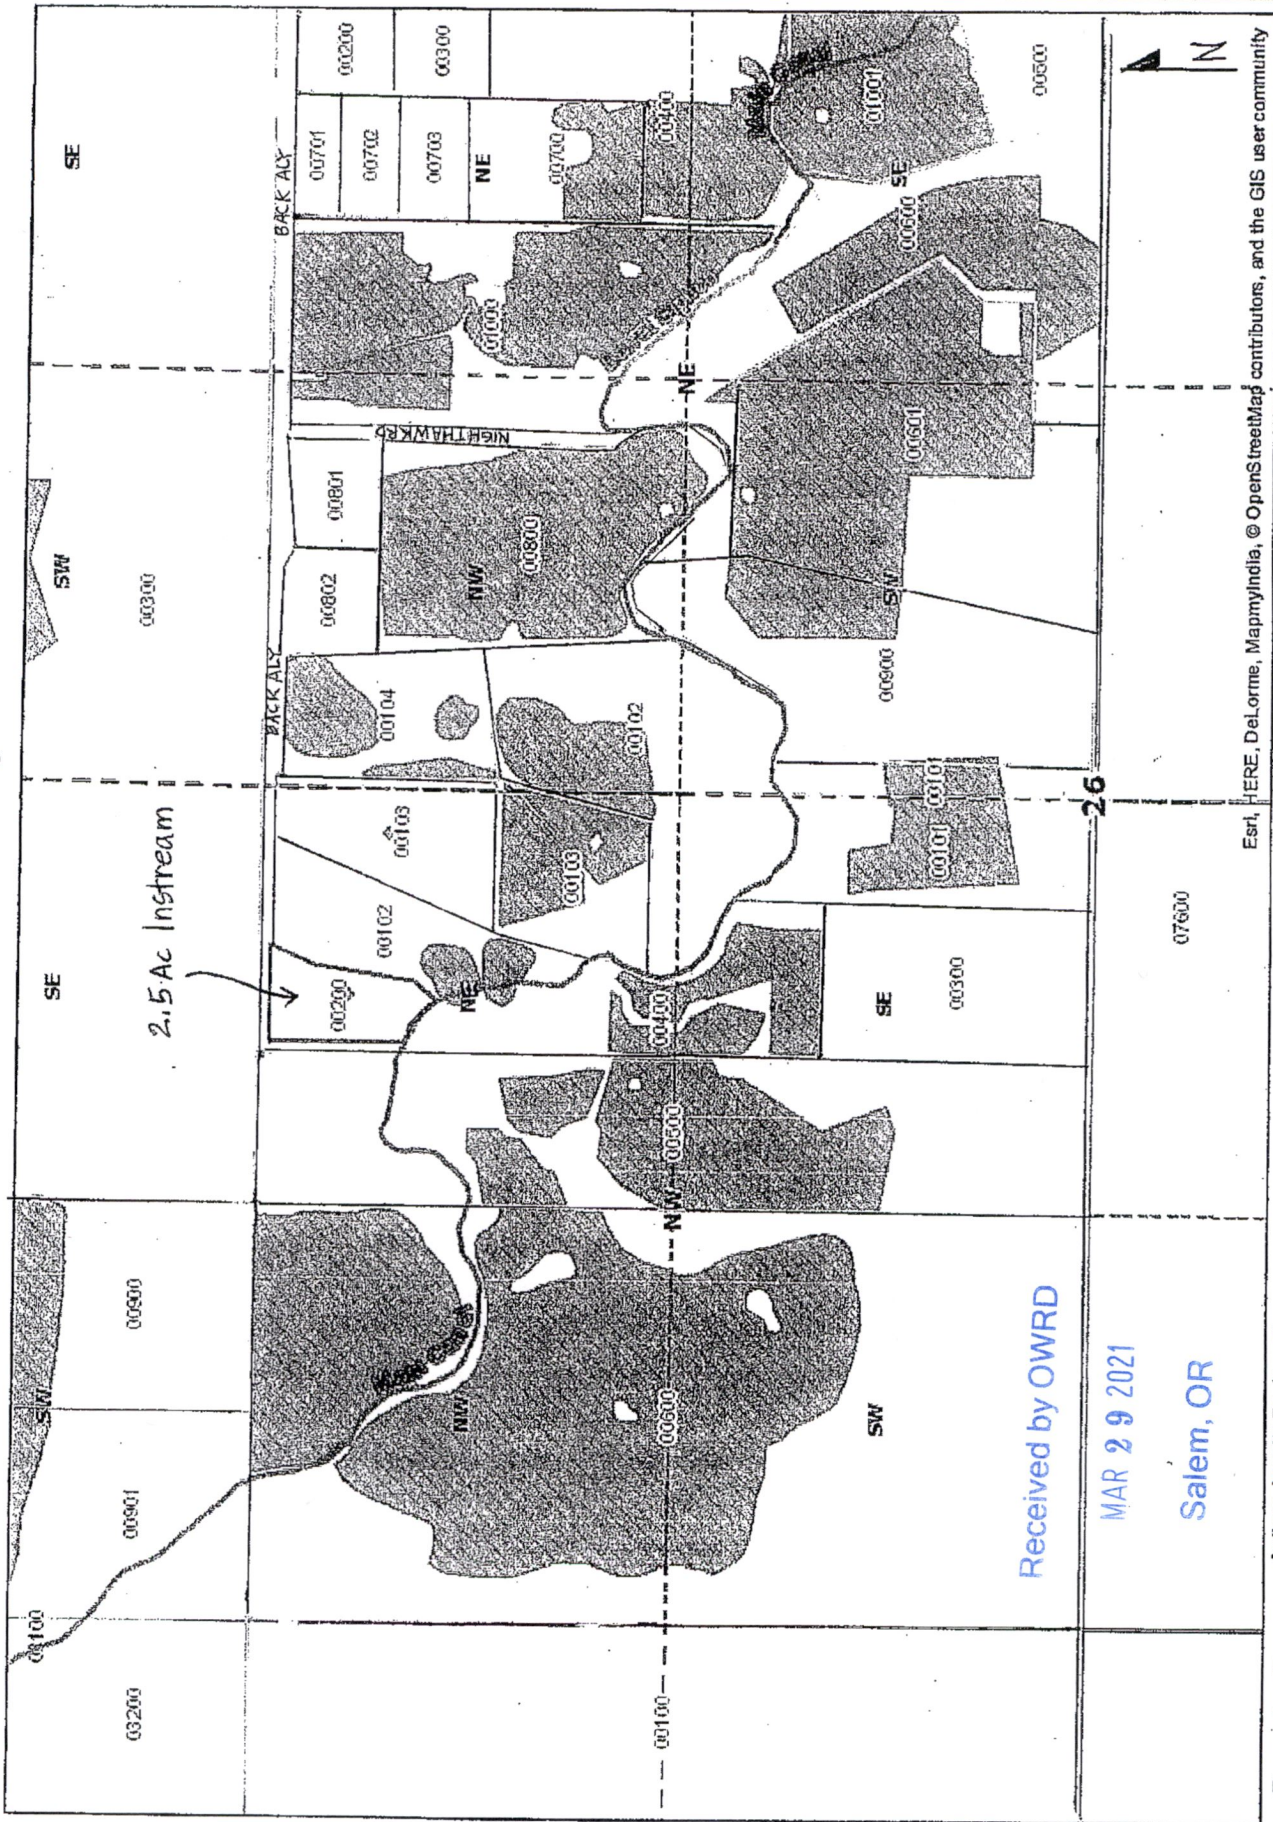 03200
08100
00901
SW
00900
SE
2.5 Ac Instream
00300
SW
SE
BACK ALY
BACK ALY
00200
00102
00103
00104
00802
00801
00701
00200
00702
00703
00300
Main Canal
NW
NE
NW
NIGHTHAWK RD
01000
NE
00103
00800
00700
00100
00600
NW
00500
00400
00102
NE
00400
SW
SE
00300
00101
00101
00900
SW
00601
00600
SE
01001
00500
26
07600
N
Received by OWRD
MAR 29 2021
Salem, OR
Esri, HERE, DeLorme, MapmyIndia, © OpenStreetMap contributors, and the GIS user community